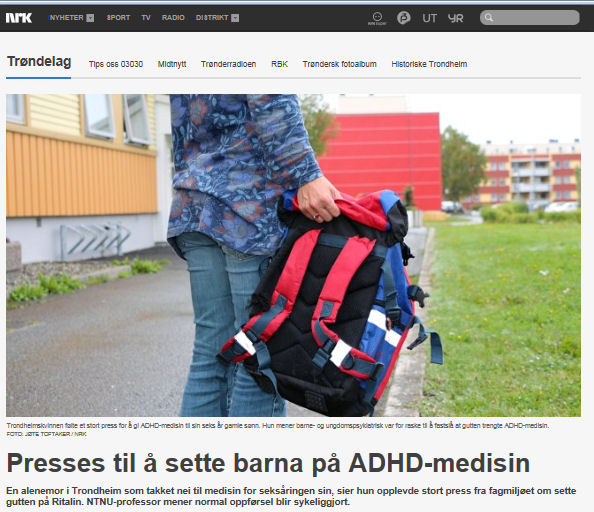 NRK NYHETER SPORT TV RADIO DISTRIKT P UT YR
Trøndelag Tips oss 03030 Midtnytt Trønderradioen RBK Trøndersk fotoalbum Historiske Trondheim
Trondheimskvinnen følte et stort press for å gi ADHD-medisin til sin seks år gamle sønn. Hun mener barne- og ungdomspsykiatrisk var for raske til å fastslå at gutten trengte ADHD-medisin.
FOTO: JØTE TOFTAKER / NRK
Presses til å sette barna på ADHD-medisin
En alenemor i Trondheim som takket nei til medisin for seksåringen sin, sier hun opplevde stort press fra fagmiljøet om sette
gutten på Ritalin. NTNU-professor mener normal oppførsel blir sykeliggjort.